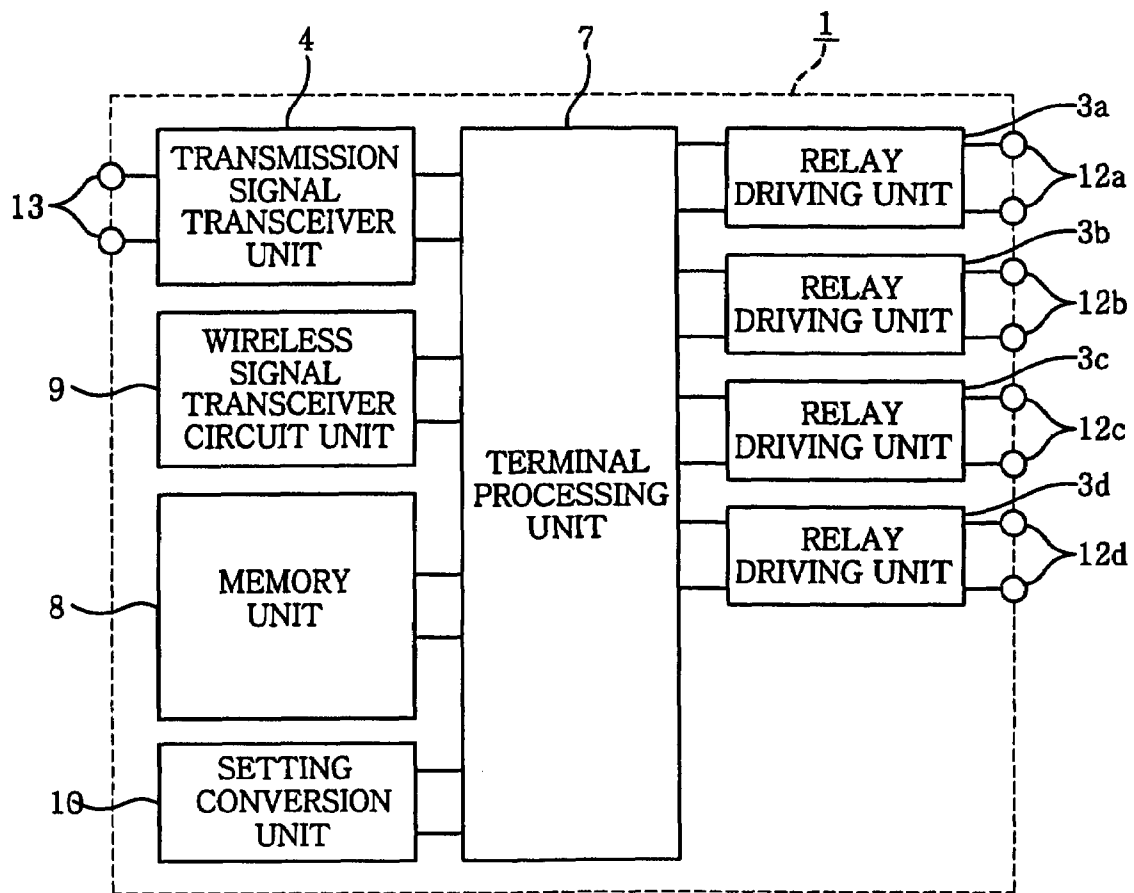 4
7
1
TRANSMISSION
SIGNAL
TRANSCEIVER
UNIT
13
WIRELESS
SIGNAL
TRANSCEIVER
CIRCUIT UNIT
9
MEMORY
UNIT
8
SETTING
CONVERSION
UNIT
10
TERMINAL
PROCESSING
UNIT
3a
RELAY
DRIVING UNIT
12a
3b
RELAY
DRIVING UNIT
12b
3c
RELAY
DRIVING UNIT
12c
3d
RELAY
DRIVING UNIT
12d